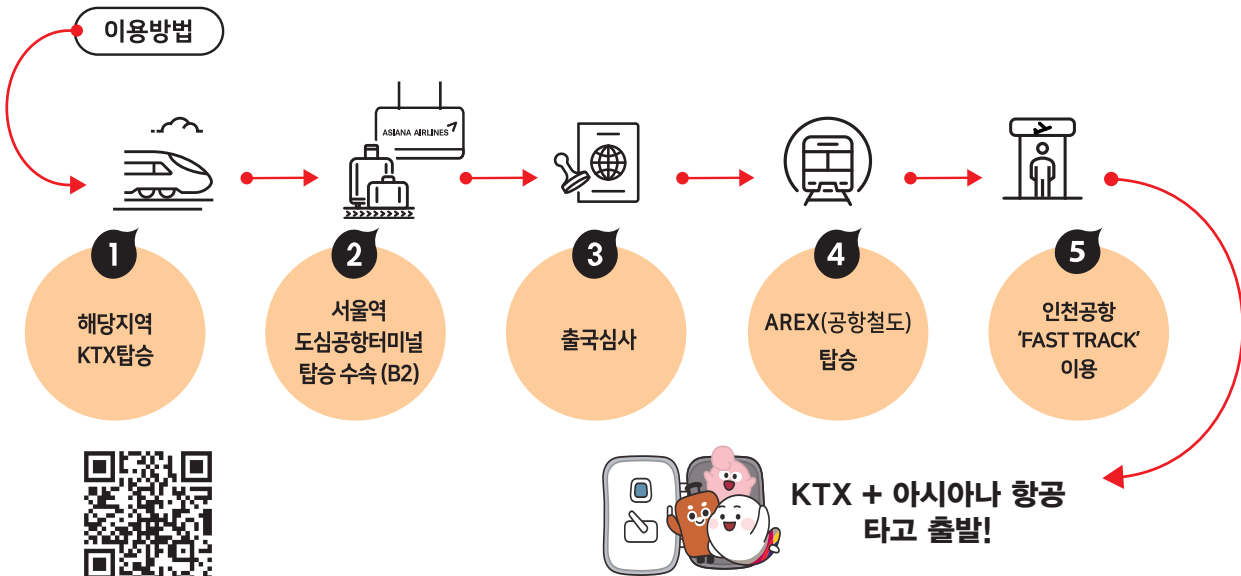 이용방법
ASIANA AIRLINES
1
해당지역
KTX탑승
2
서울역
도심공항터미널
탑승 수속 (B2)
3
출국심사
4
AREX(공항철도)
탑승
5
인천공항
‘FAST TRACK’
이용
KTX + 아시아나 항공
타고 출발!